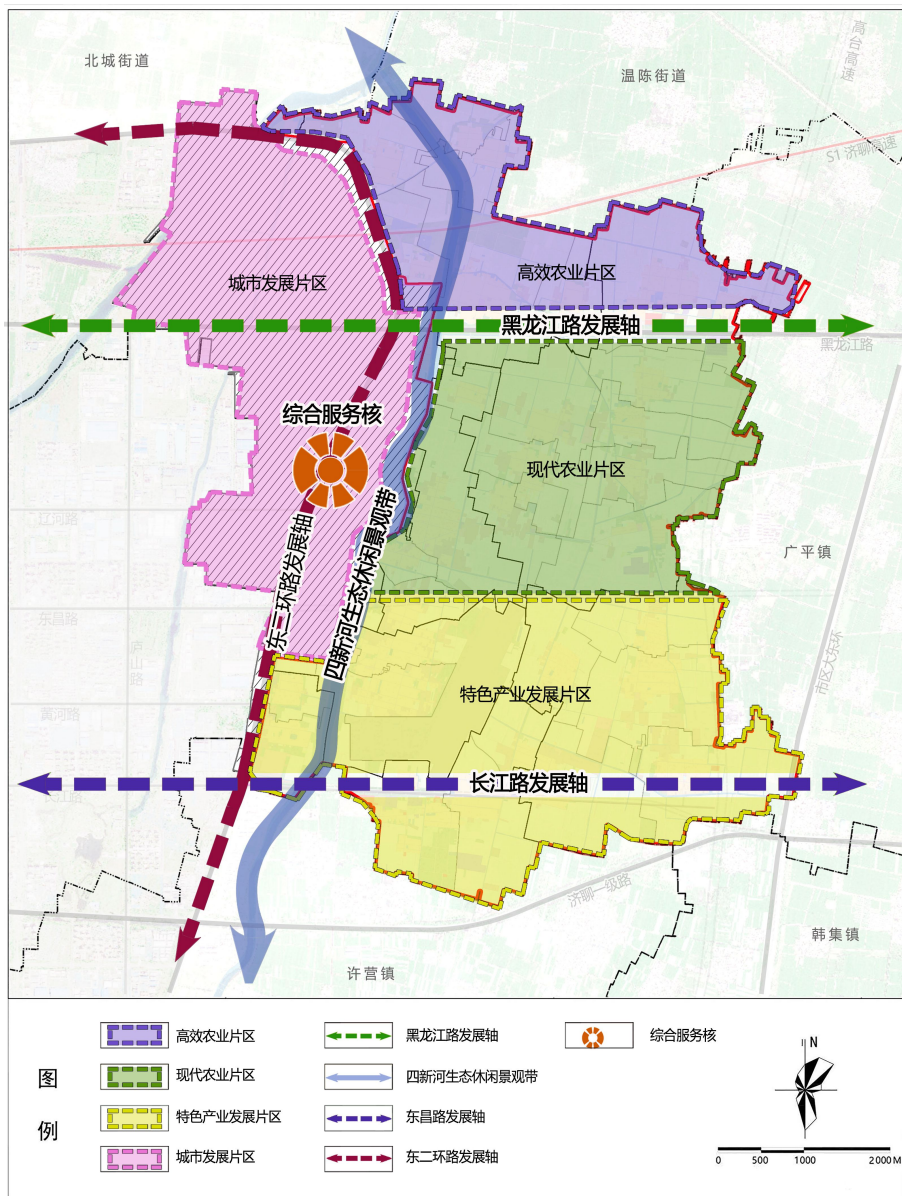 北城街道
温陈街道
高台高速
S1 济聊高速
高效农业片区
城市发展片区
黑龙江路发展轴
黑龙江路
综合服务核
现代农业片区
辽河路
东二环路发展轴
四新河生态休闲景观带
广平镇
东昌路
庐山路
市区大东环
黄河路
特色产业发展片区
长江路发展轴
长江路
济聊一级路
韩集镇
许营镇
图例
高效农业片区
现代农业片区
特色产业发展片区
城市发展片区
黑龙江路发展轴
四新河生态休闲景观带
东昌路发展轴
东二环路发展轴
综合服务核
N
0 500 1000 2000 M